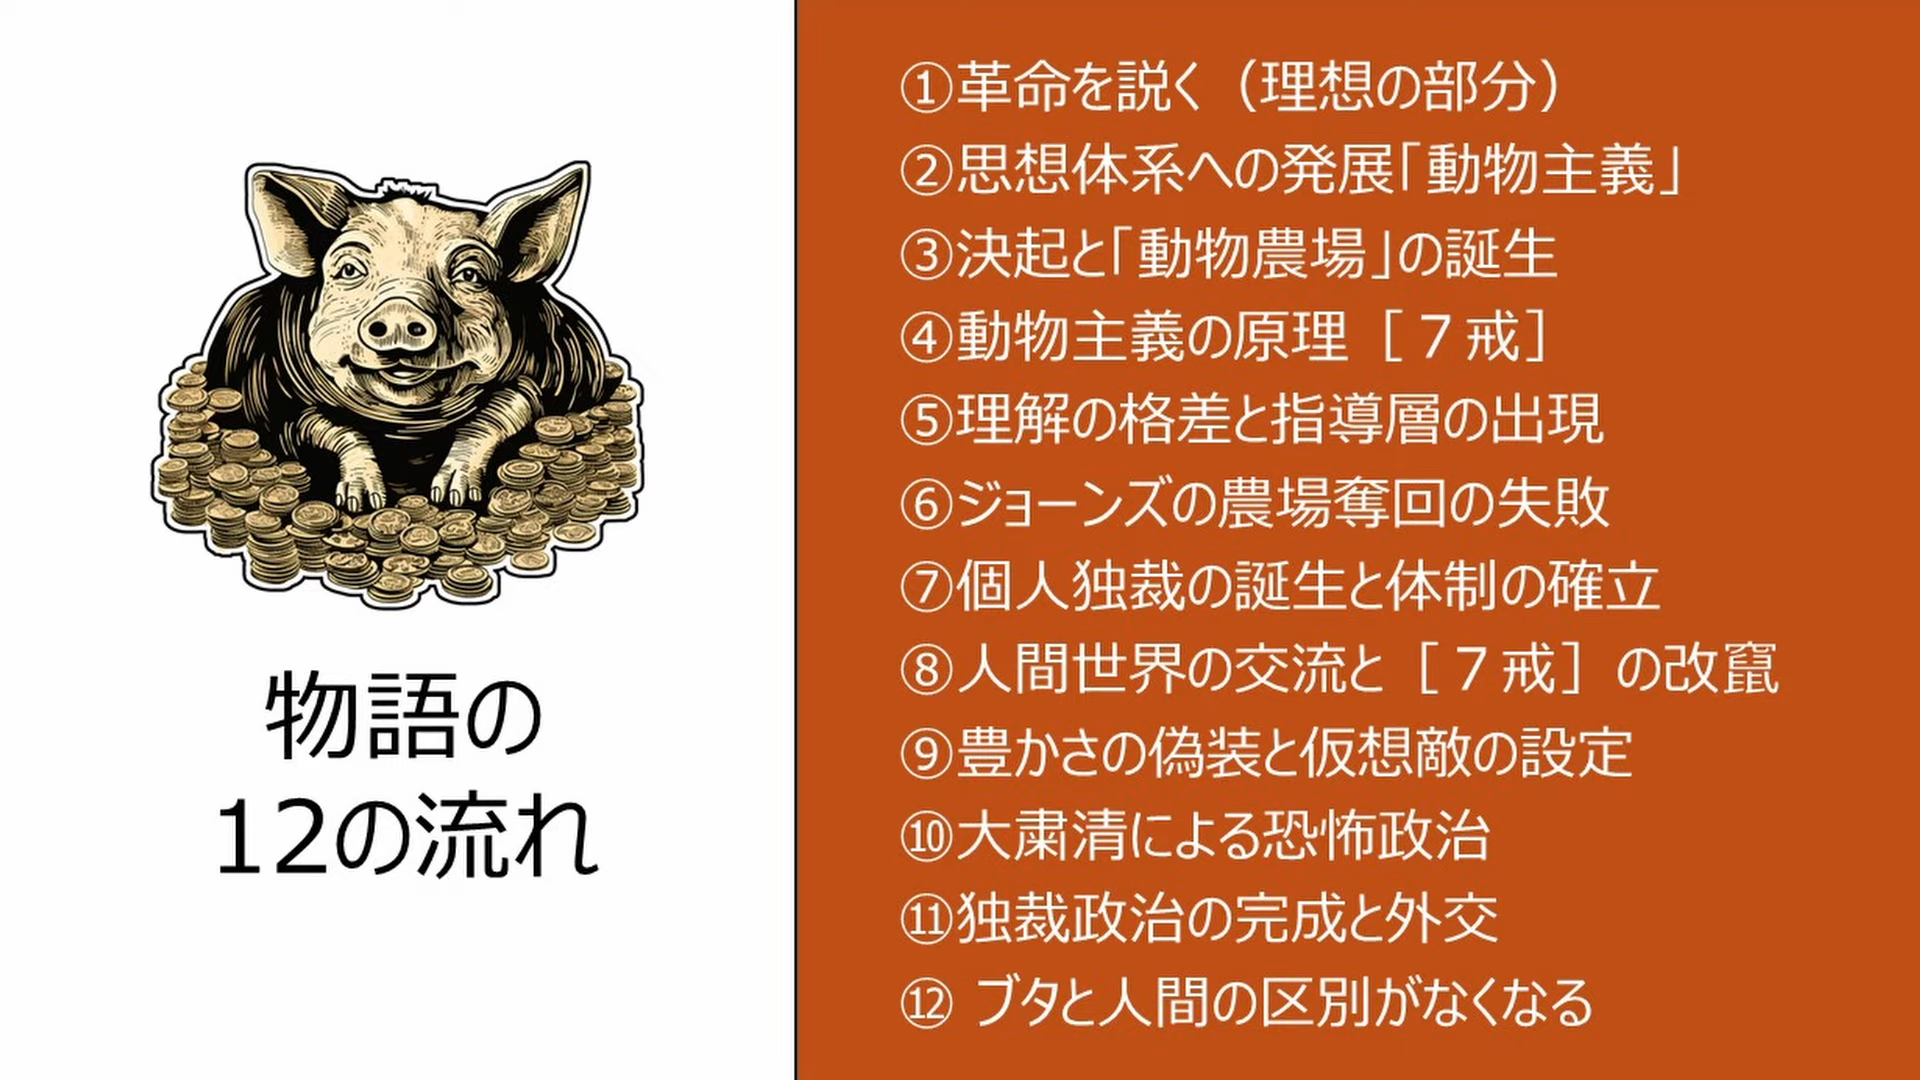 物語の
12の流れ
①革命を説く（理想の部分）
②思想体系への発展「動物主義」
③決起と「動物農場」の誕生
④動物主義の原理［７戒］
⑤理解の格差と指導層の出現
⑥ジョーンズの農場奪回の失敗
⑦個人独裁の誕生と体制の確立
⑧人間世界の交流と［７戒］の改竄
⑨豊かさの偽装と仮想敵の設定
⑩大粛清による恐怖政治
⑪独裁政治の完成と外交
⑫ ブタと人間の区別がなくなる